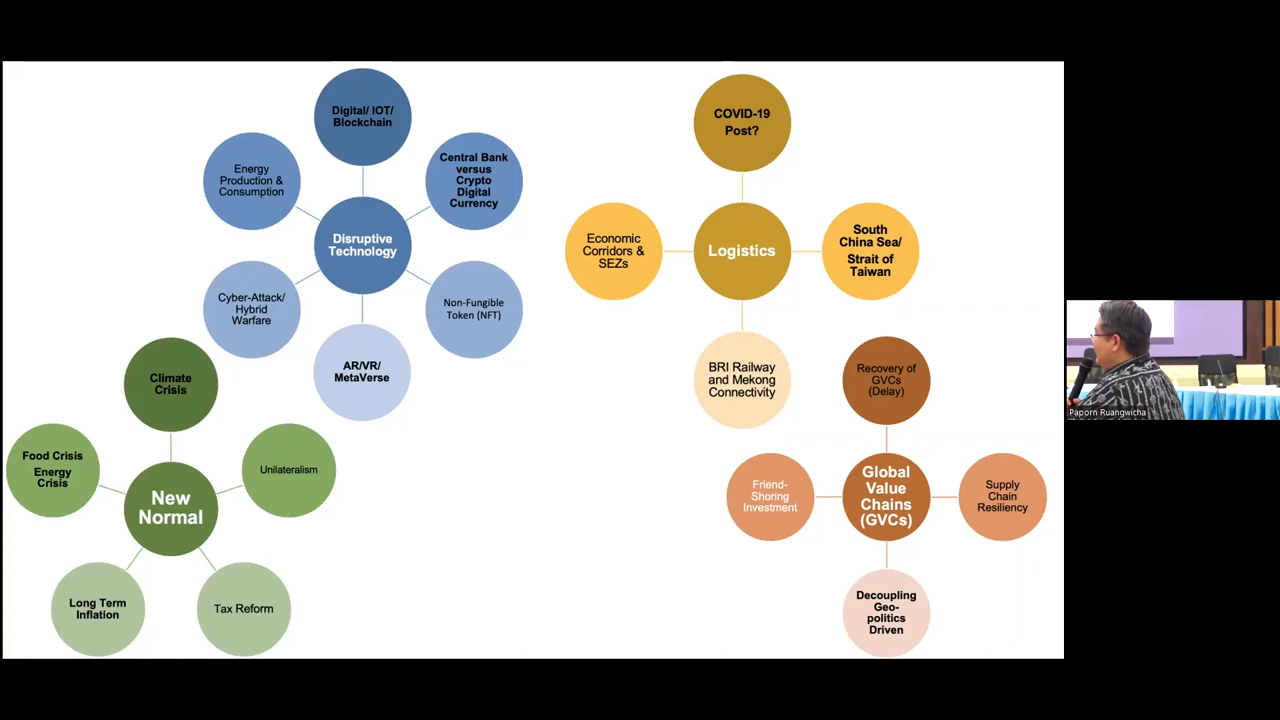 Digital/ IOT/
Blockchain
Energy
Production &
Consumption
Central Bank
versus
Crypto
Digital
Currency
Disruptive
Technology
Cyber-Attack/
Hybrid
Warfare
Non-Fungible
Token (NFT)
AR/VR/
MetaVerse
Climate
Crisis
Food Crisis
Energy
Crisis
Unilateralism
New
Normal
Long Term
Inflation
Tax Reform
COVID-19
Post?
Economic
Corridors &
SEZs
Logistics
South
China Sea/
Strait of
Taiwan
BRI Railway
and Mekong
Connectivity
Recovery of
GVCs
(Delay)
Friend-
Shoring
Investment
Global
Value
Chains
(GVCs)
Supply
Chain
Resiliency
Decoupling
Geo-
politics
Driven
Paporn Ruangwicha